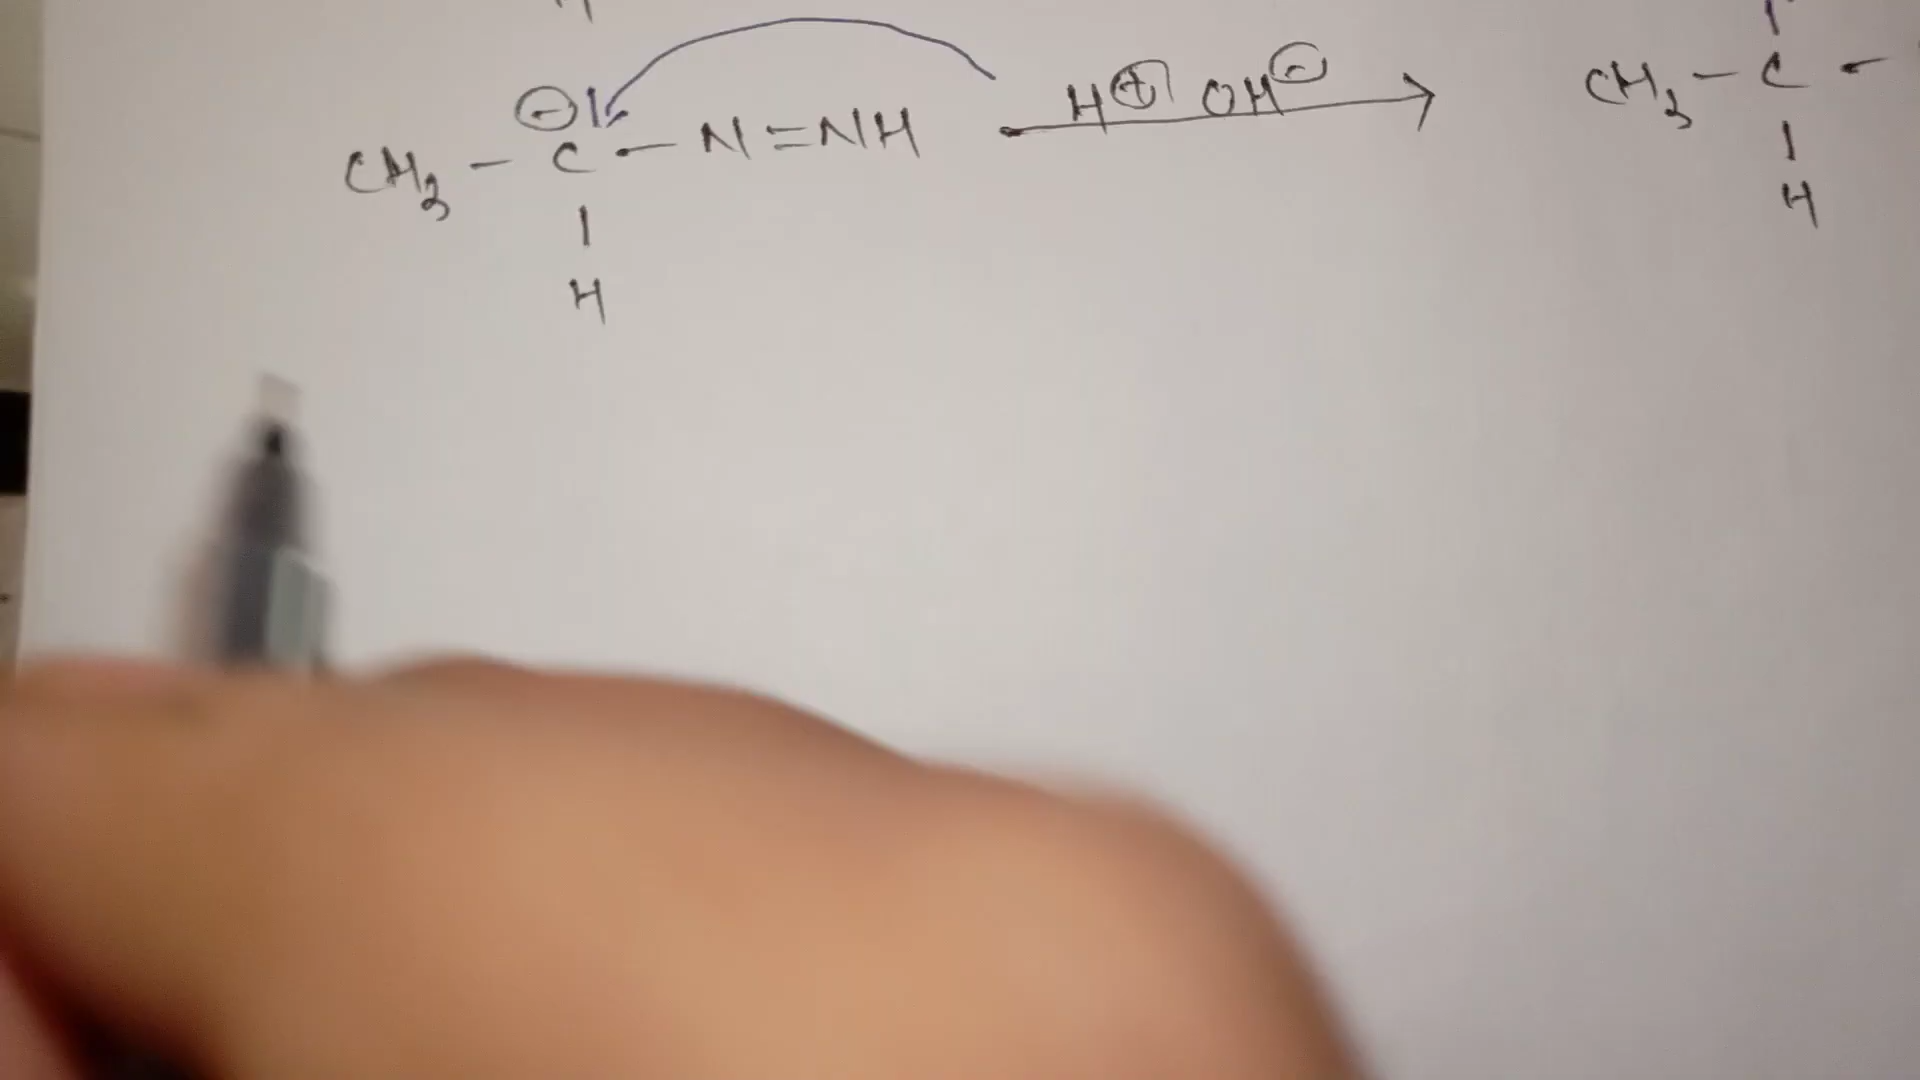 ⊖|
CH3 - C - N=NH H⊕ OH⊖ → CH3 - C -
|
H
|
H